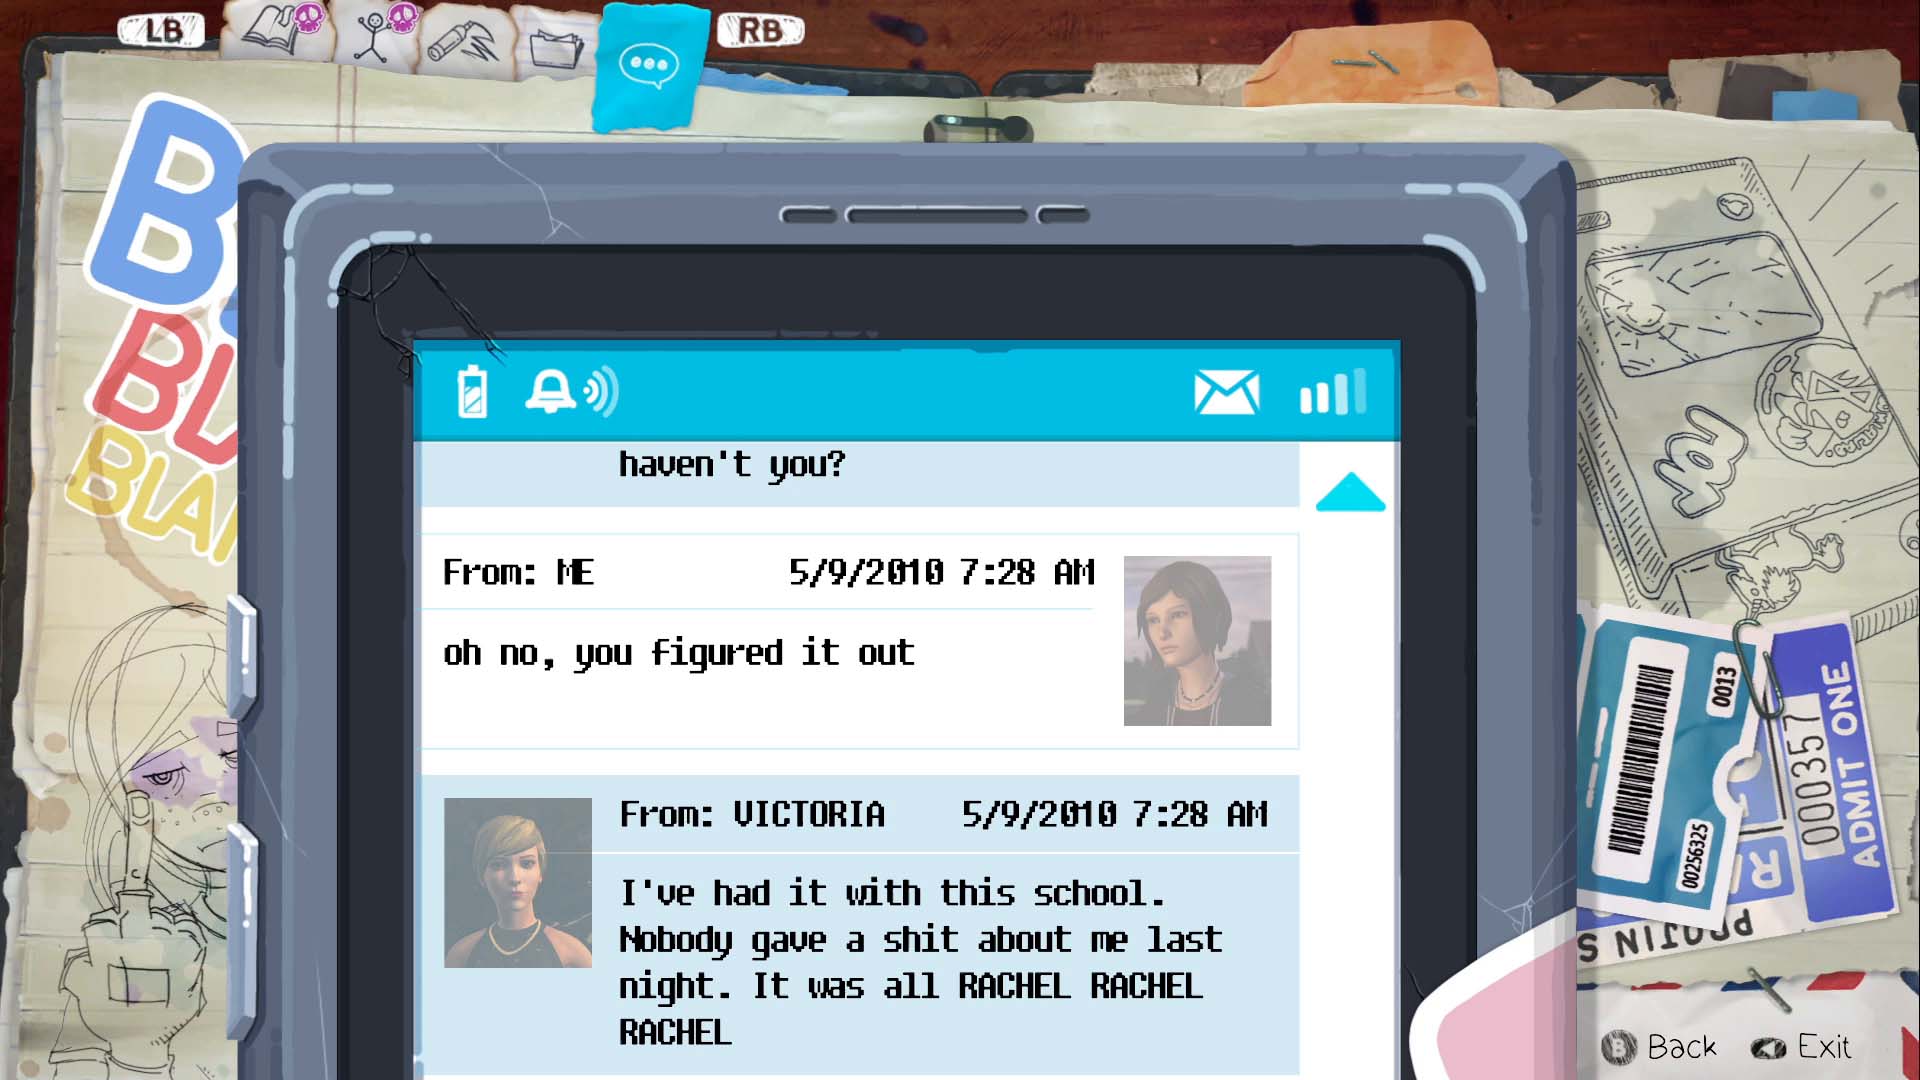 LB
RB
BL
BLAH
haven't you?
From: ME 5/9/2010 7:28 AM
oh no, you figured it out
From: VICTORIA 5/9/2010 7:28 AM
I've had it with this school.
Nobody gave a shit about me last
night. It was all RACHEL RACHEL
RACHEL
0013
00256325
000357
ADMIT ONE
B Back
Exit